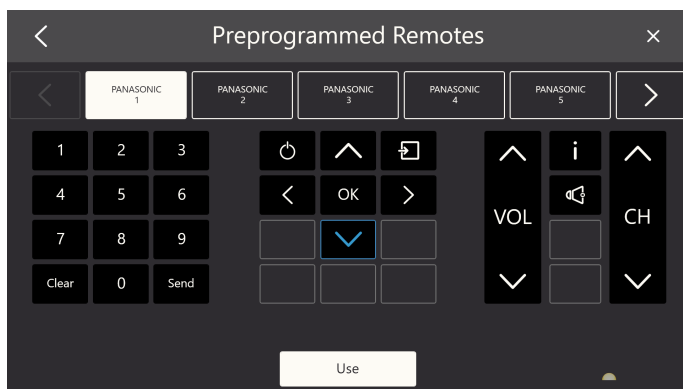 Preprogrammed Remotes
PANASONIC
1
PANASONIC
2
PANASONIC
3
PANASONIC
4
PANASONIC
5
1 2 3
4 5 6 OK
VOL CH
7 8 9
Clear 0 Send
Use